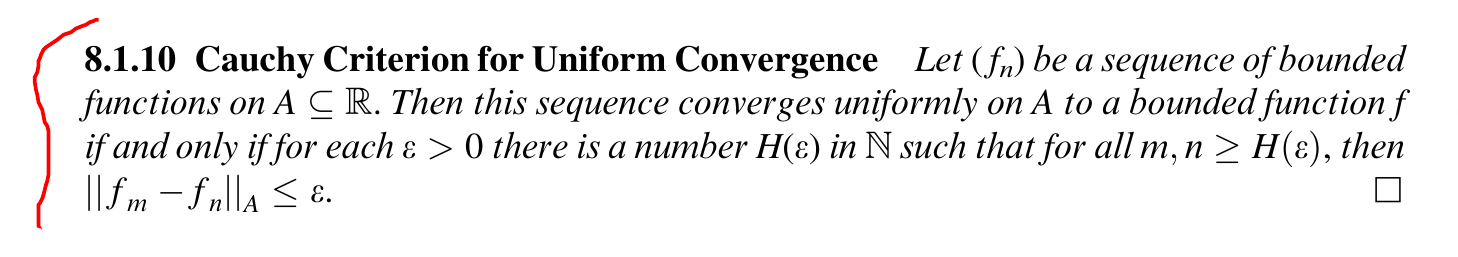 8.1.10 Cauchy Criterion for Uniform Convergence Let (fₙ) be a sequence of bounded
functions on A ⊆ ℝ. Then this sequence converges uniformly on A to a bounded function f
if and only if for each ε > 0 there is a number H(ε) in ℕ such that for all m, n ≥ H(ε), then
||fₘ − fₙ||_A ≤ ε. □